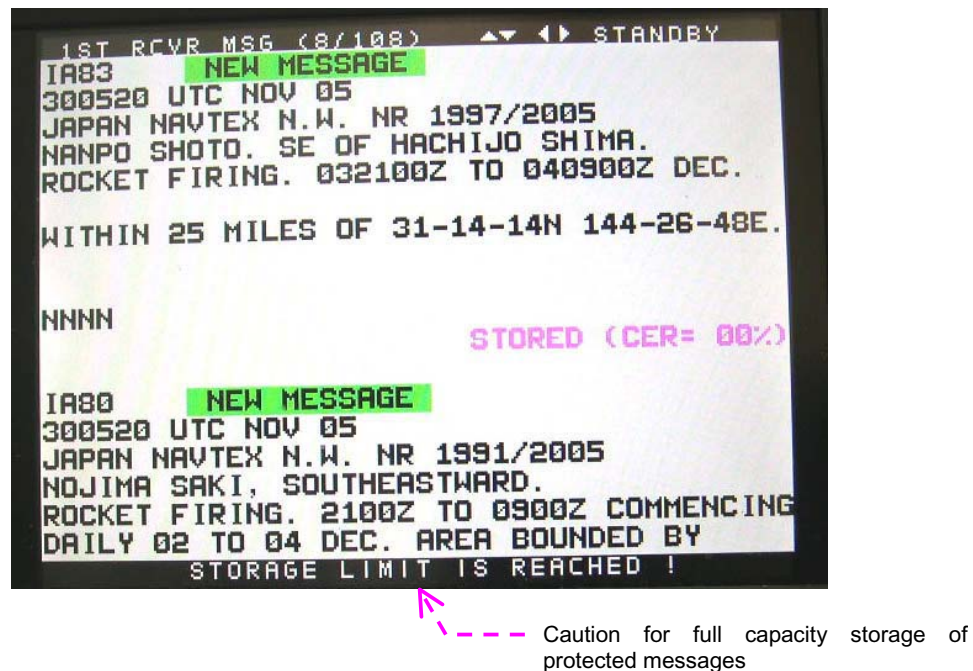 1ST RCVR MSG (8/108) ▲▼ ◀▶ STANDBY
IA83 NEW MESSAGE
300520 UTC NOV 05
JAPAN NAVTEX N.W. NR 1997/2005
NANPO SHOTO. SE OF HACHIJO SHIMA.
ROCKET FIRING. 032100Z TO 040900Z DEC.
WITHIN 25 MILES OF 31-14-14N 144-26-48E.
NNNN
STORED (CER= 00%)
IA80 NEW MESSAGE
300520 UTC NOV 05
JAPAN NAVTEX N.W. NR 1991/2005
NOJIMA SAKI, SOUTHEASTWARD.
ROCKET FIRING. 2100Z TO 0900Z COMMENCING
DAILY 02 TO 04 DEC. AREA BOUNDED BY
STORAGE LIMIT IS REACHED !
Caution for full capacity storage of
protected messages